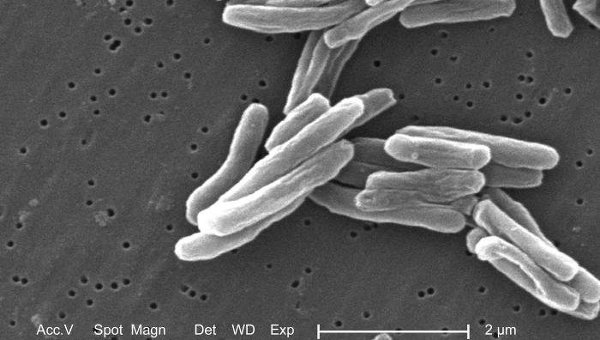 Acc.V Spot Magn Det WD Exp 2 μm